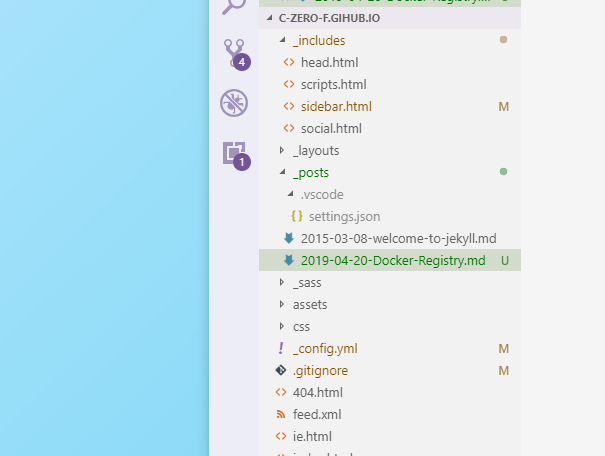 C-ZERO-F.GIHUB.IO
_includes
head.html
scripts.html
sidebar.html M
social.html
_layouts
_posts
.vscode
{ } settings.json
2015-03-08-welcome-to-jekyll.md
2019-04-20-Docker-Registry.md U
_sass
assets
css
! _config.yml M
.gitignore M
404.html
feed.xml
ie.html
4
1